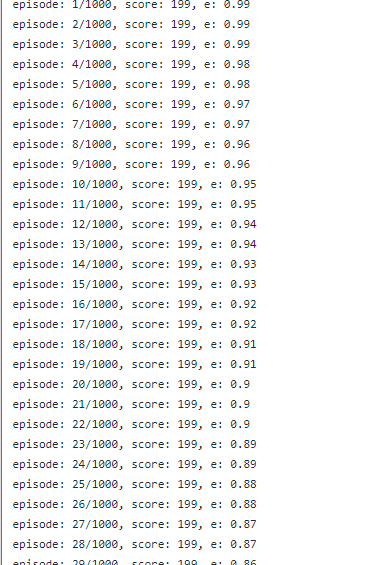 episode: 1/1000, score: 199, e: 0.99
episode: 2/1000, score: 199, e: 0.99
episode: 3/1000, score: 199, e: 0.99
episode: 4/1000, score: 199, e: 0.98
episode: 5/1000, score: 199, e: 0.98
episode: 6/1000, score: 199, e: 0.97
episode: 7/1000, score: 199, e: 0.97
episode: 8/1000, score: 199, e: 0.96
episode: 9/1000, score: 199, e: 0.96
episode: 10/1000, score: 199, e: 0.95
episode: 11/1000, score: 199, e: 0.95
episode: 12/1000, score: 199, e: 0.94
episode: 13/1000, score: 199, e: 0.94
episode: 14/1000, score: 199, e: 0.93
episode: 15/1000, score: 199, e: 0.93
episode: 16/1000, score: 199, e: 0.92
episode: 17/1000, score: 199, e: 0.92
episode: 18/1000, score: 199, e: 0.91
episode: 19/1000, score: 199, e: 0.91
episode: 20/1000, score: 199, e: 0.9
episode: 21/1000, score: 199, e: 0.9
episode: 22/1000, score: 199, e: 0.9
episode: 23/1000, score: 199, e: 0.89
episode: 24/1000, score: 199, e: 0.89
episode: 25/1000, score: 199, e: 0.88
episode: 26/1000, score: 199, e: 0.88
episode: 27/1000, score: 199, e: 0.87
episode: 28/1000, score: 199, e: 0.87
episode: 29/1000, score: 199, e: 0.86